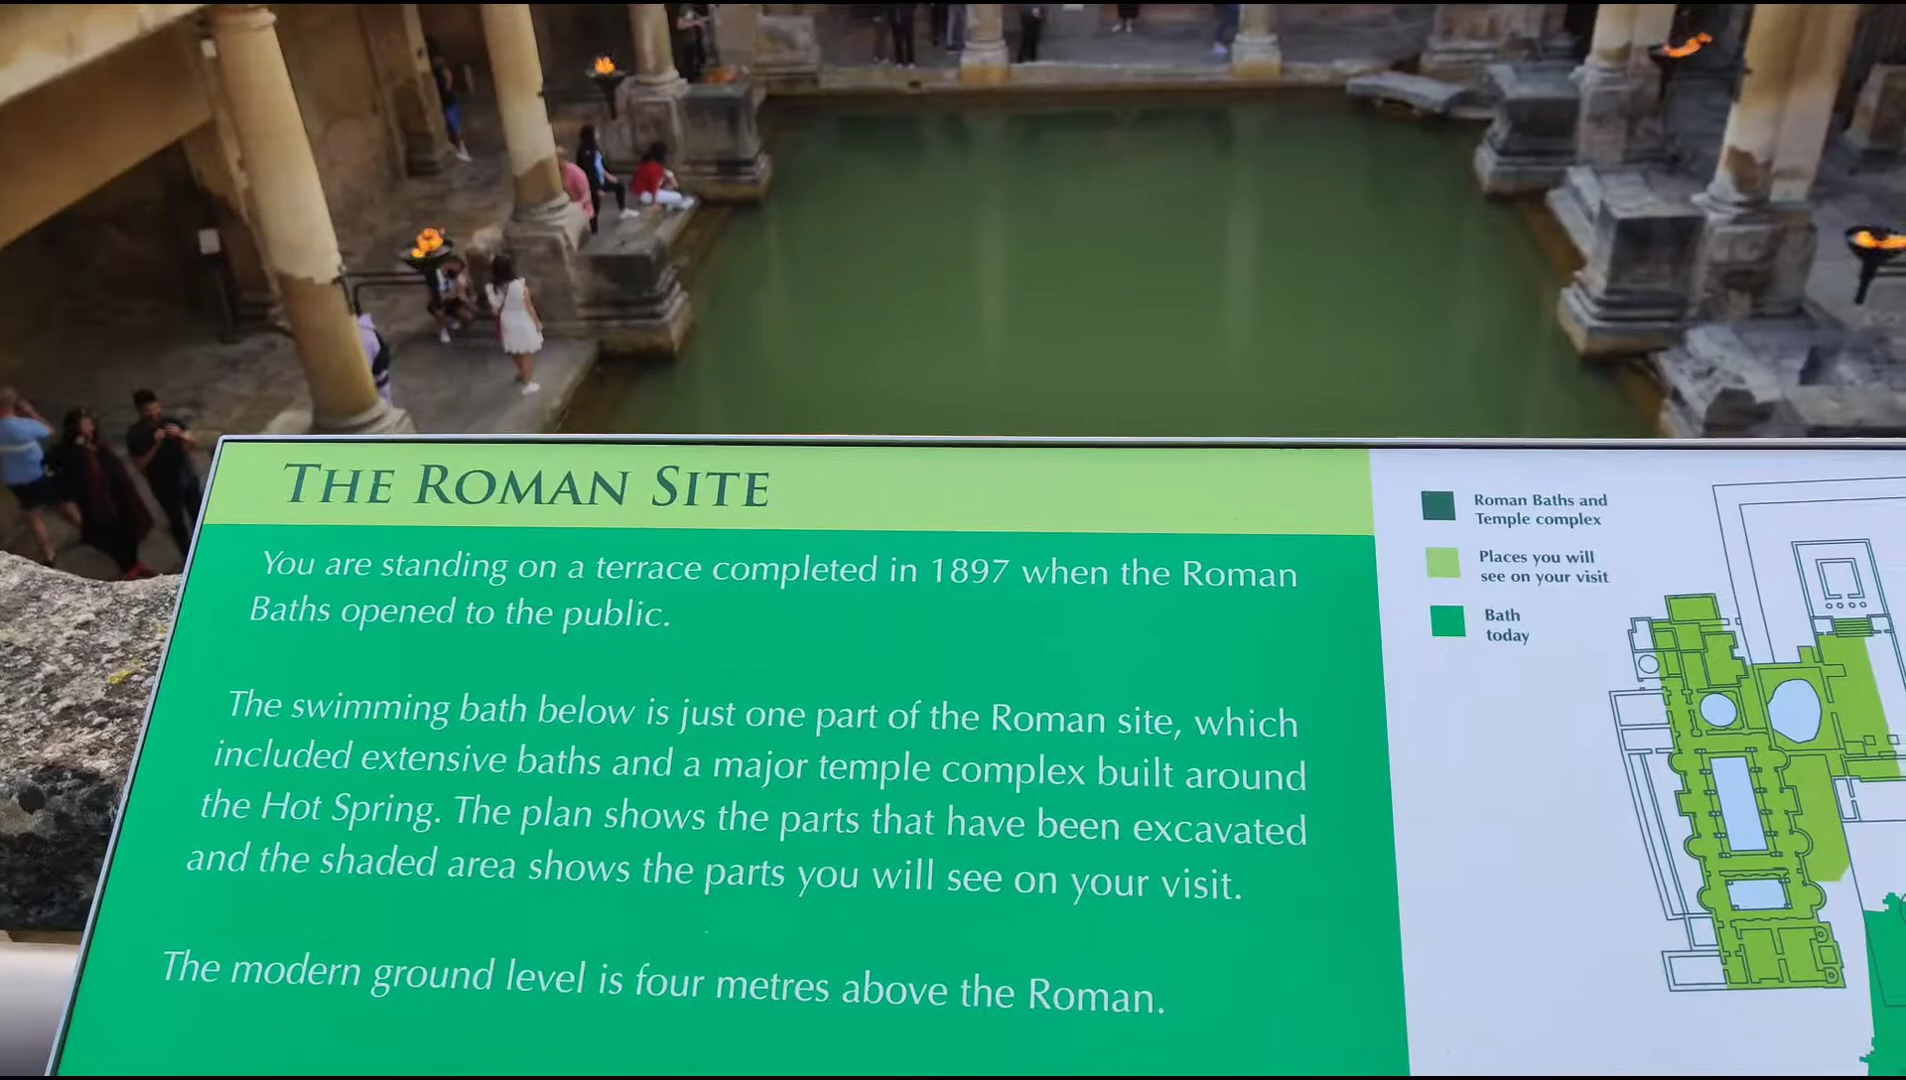 THE ROMAN SITE
You are standing on a terrace completed in 1897 when the Roman
Baths opened to the public.
The swimming bath below is just one part of the Roman site, which
included extensive baths and a major temple complex built around
the Hot Spring. The plan shows the parts that have been excavated
and the shaded area shows the parts you will see on your visit.
The modern ground level is four metres above the Roman.
Roman Baths and
Temple complex
Places you will
see on your visit
Bath
today